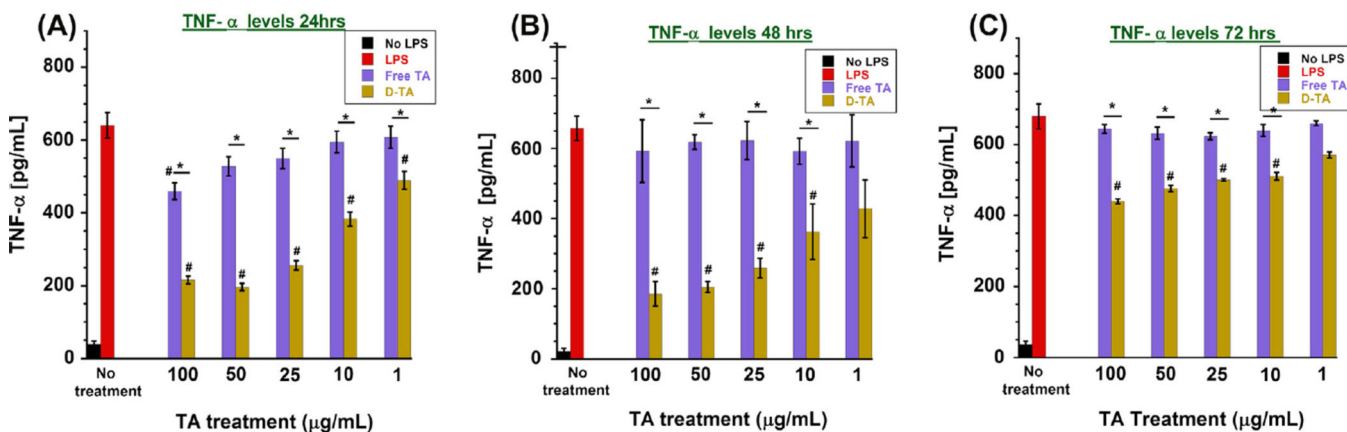 (A)
TNF- α levels 24hrs
No LPS
LPS
Free TA
D-TA
TNF-α [pg/mL]
800
600
400
200
0
# * * * * *
# # # # #
No treatment
100 50 25 10 1
TA treatment (μg/mL)
(B)
TNF-α levels 48 hrs
No LPS
LPS
Free TA
D-TA
TNF-α [pg/mL]
800
600
400
200
0
* * * *
# # # #
No treatment
100 50 25 10 1
TA treatment (μg/mL)
(C)
TNF- α levels 72 hrs
No LPS
LPS
Free TA
D-TA
TNF-α [pg/mL]
800
600
400
200
0
* * * *
# # # #
No treatment
100 50 25 10 1
TA Treatment (μg/mL)